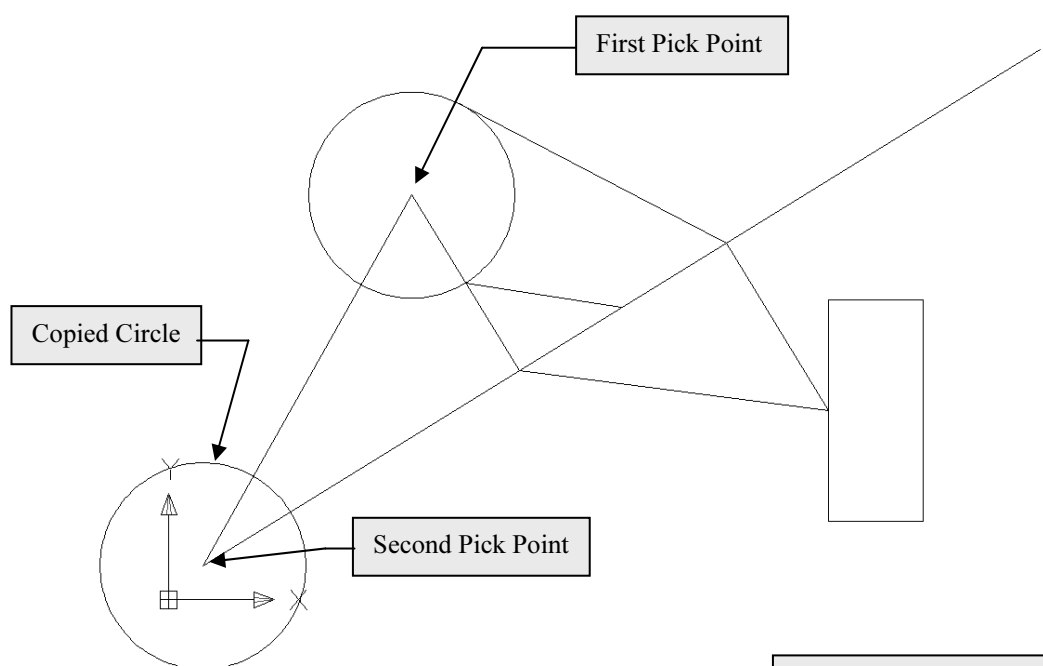 First Pick Point
Copied Circle
Y
Second Pick Point
X